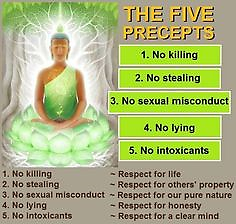 THE FIVE
PRECEPTS
1. No killing
2. No stealing
3. No sexual misconduct
4. No lying
5. No intoxicants
1. No killing ~ Respect for life
2. No stealing ~ Respect for others' property
3. No sexual misconduct ~ Respect for our pure nature
4. No lying ~ Respect for honesty
5. No intoxicants ~ Respect for a clear mind